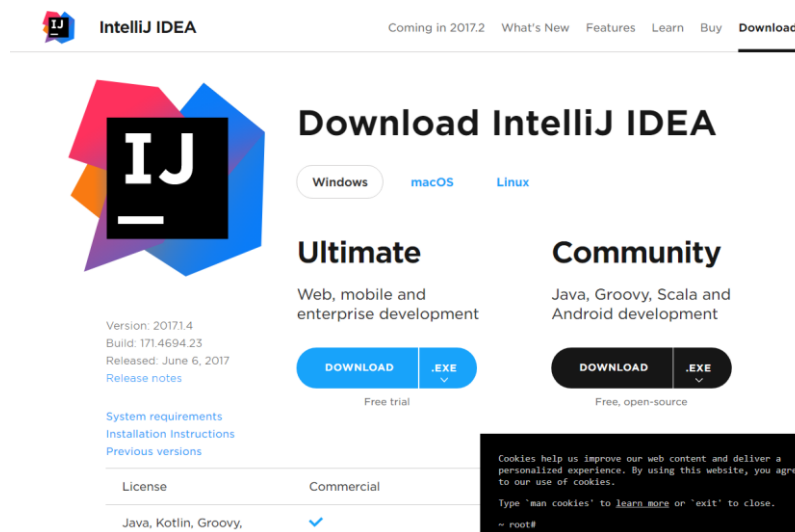 IJ
IntelliJ IDEA
Coming in 2017.2 What's New Features Learn Buy Download
IJ
Download IntelliJ IDEA
Windows macOS Linux
Ultimate
Web, mobile and
enterprise development
DOWNLOAD .EXE
Free trial
Community
Java, Groovy, Scala and
Android development
DOWNLOAD .EXE
Free, open-source
Version: 2017.1.4
Build: 171.4694.23
Released: June 6, 2017
Release notes
System requirements
Installation Instructions
Previous versions
License Commercial
Java, Kotlin, Groovy,
Cookies help us improve our web content and deliver a
personalized experience. By using this website, you agre
to our use of cookies.
Type `man cookies' to learn more or `exit' to close.
~ root#